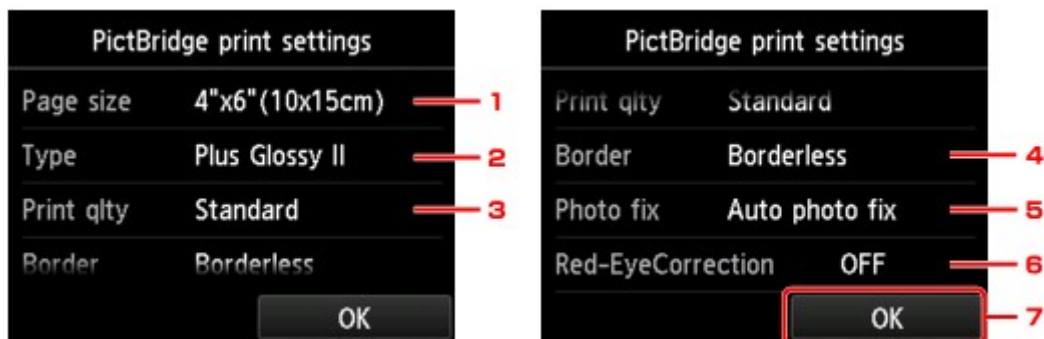 PictBridge print settings
Page size 4"x6"(10x15cm) 1
Type Plus Glossy II 2
Print qlty Standard 3
Border Borderless
OK
PictBridge print settings
Print qlty Standard
Border Borderless 4
Photo fix Auto photo fix 5
Red-EyeCorrection OFF 6
OK 7